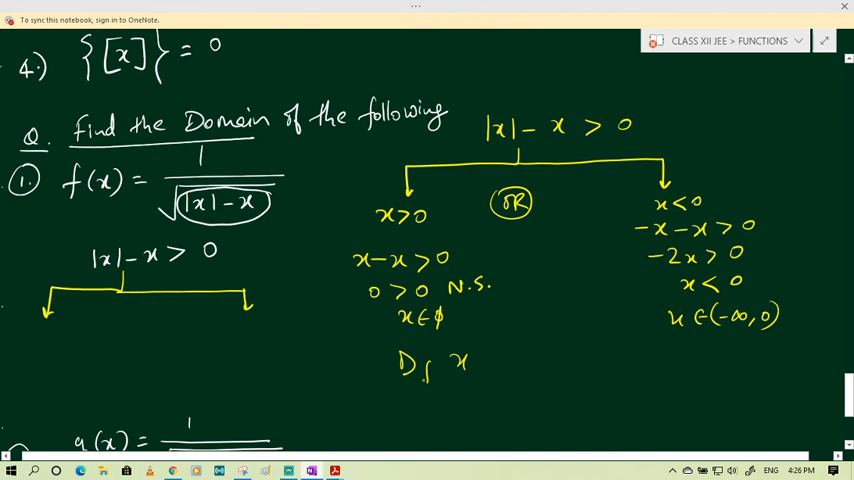 To sync this notebook, sign in to OneNote.
CLASS XII JEE > FUNCTIONS
4.) {[x]} = 0
Q. Find the Domain of the following
1. f(x) = 1/√(|x| - x)
|x| - x > 0
|x| - x > 0
OR
x>0
x-x>0
0 > 0 N.S.
x∈ϕ
x<0
-x-x>0
-2x>0
x < 0
x ∈ (-∞, 0)
Df x
g(x) = 1/√
ENG 4:26 PM